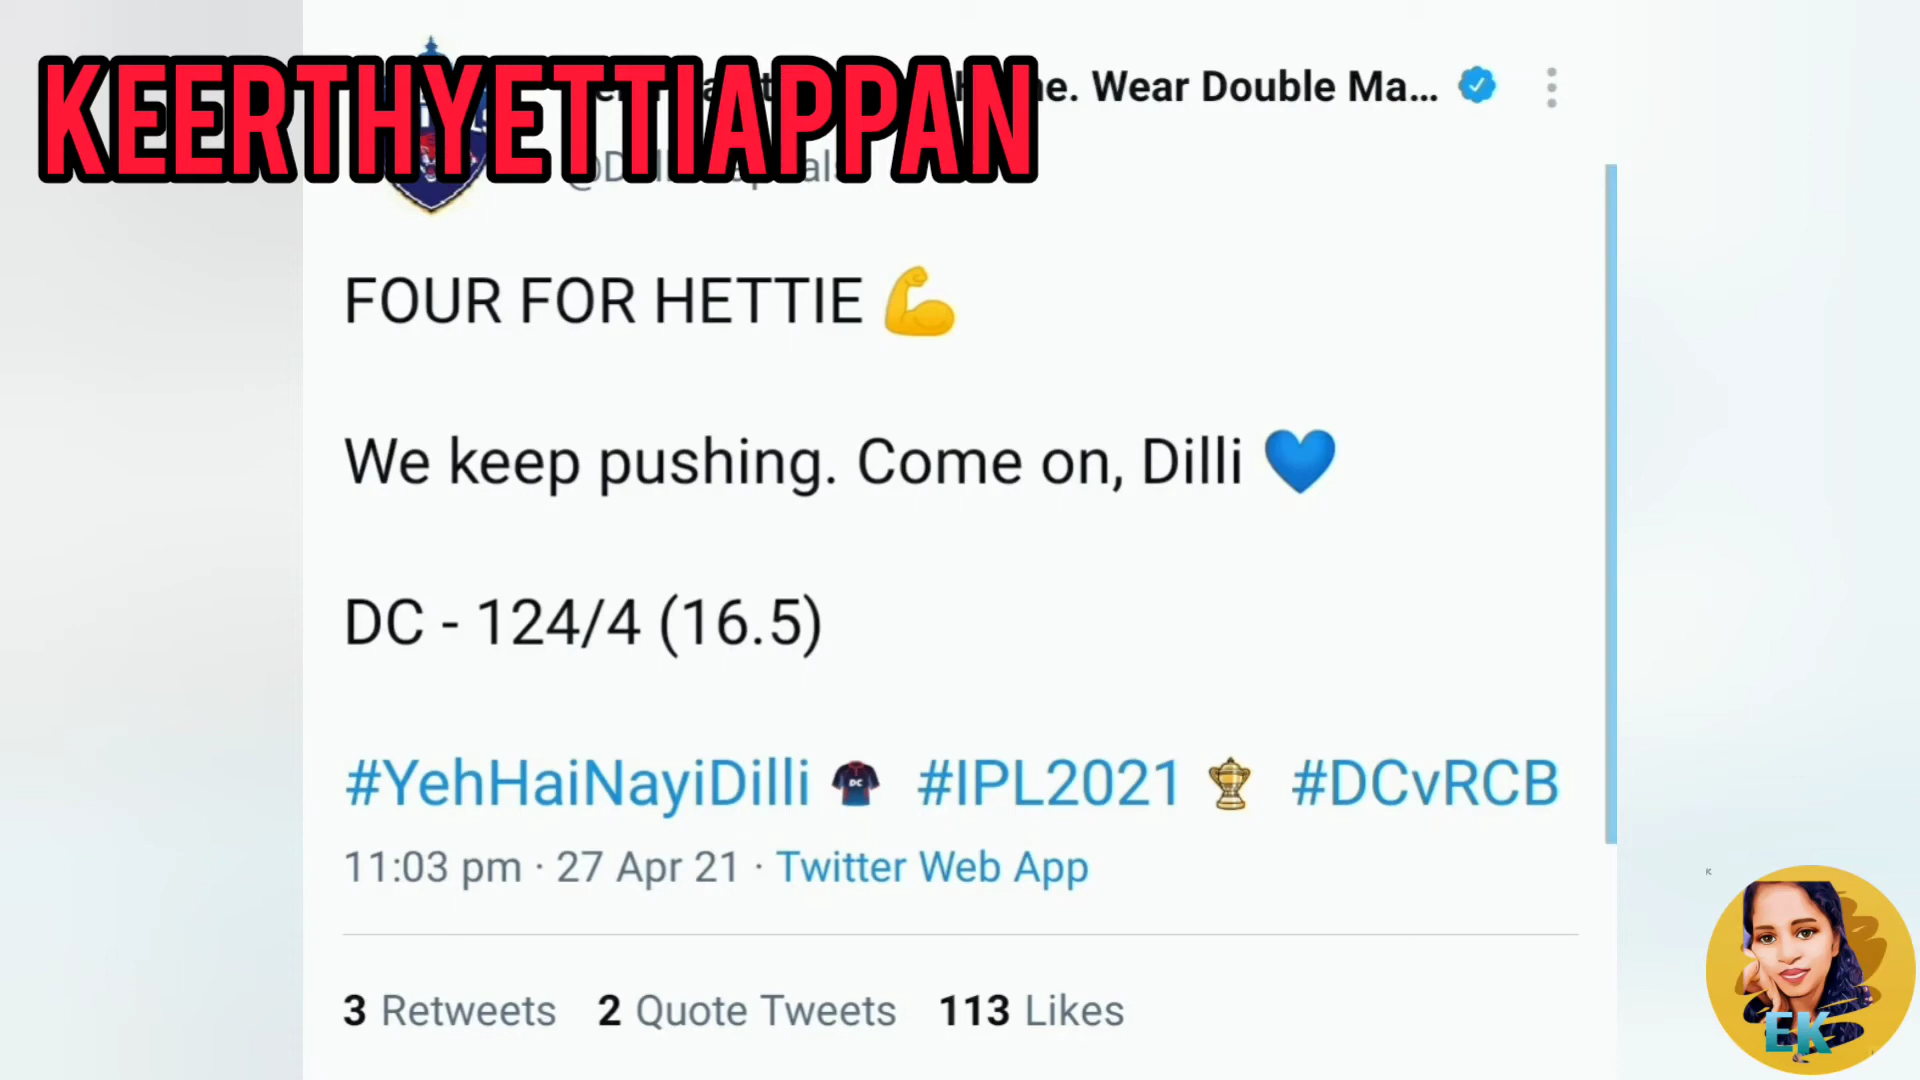 KEERTHYETTIAPPAN
Wear Double Ma...
FOUR FOR HETTIE 💪
We keep pushing. Come on, Dilli 💙
DC - 124/4 (16.5)
#YehHaiNayiDilli #IPL2021 #DCvRCB
11:03 pm · 27 Apr 21 · Twitter Web App
3 Retweets 2 Quote Tweets 113 Likes
EK